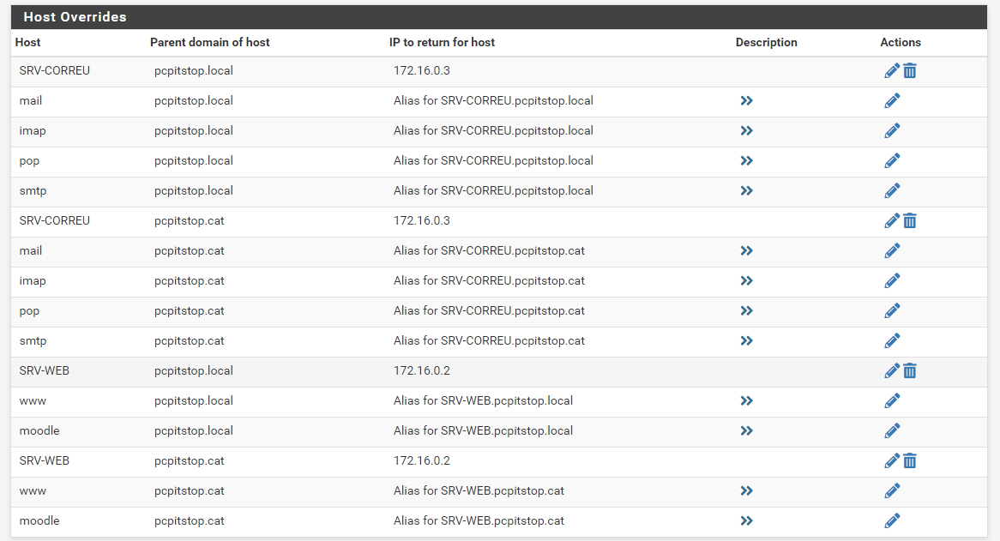 Host Overrides
Host Parent domain of host IP to return for host Description Actions
SRV-CORREU pcpitstop.local 172.16.0.3
mail pcpitstop.local Alias for SRV-CORREU.pcpitstop.local
imap pcpitstop.local Alias for SRV-CORREU.pcpitstop.local
pop pcpitstop.local Alias for SRV-CORREU.pcpitstop.local
smtp pcpitstop.local Alias for SRV-CORREU.pcpitstop.local
SRV-CORREU pcpitstop.cat 172.16.0.3
mail pcpitstop.cat Alias for SRV-CORREU.pcpitstop.cat
imap pcpitstop.cat Alias for SRV-CORREU.pcpitstop.cat
pop pcpitstop.cat Alias for SRV-CORREU.pcpitstop.cat
smtp pcpitstop.cat Alias for SRV-CORREU.pcpitstop.cat
SRV-WEB pcpitstop.local 172.16.0.2
www pcpitstop.local Alias for SRV-WEB.pcpitstop.local
moodle pcpitstop.local Alias for SRV-WEB.pcpitstop.local
SRV-WEB pcpitstop.cat 172.16.0.2
www pcpitstop.cat Alias for SRV-WEB.pcpitstop.cat
moodle pcpitstop.cat Alias for SRV-WEB.pcpitstop.cat